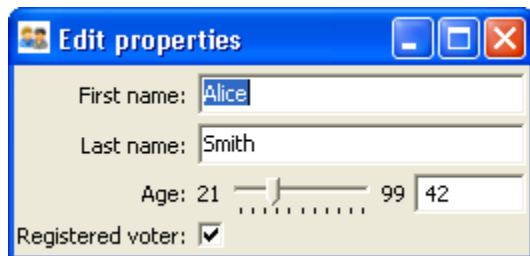 Edit properties
First name: Alice
Last name: Smith
Age: 21 99 42
Registered voter: